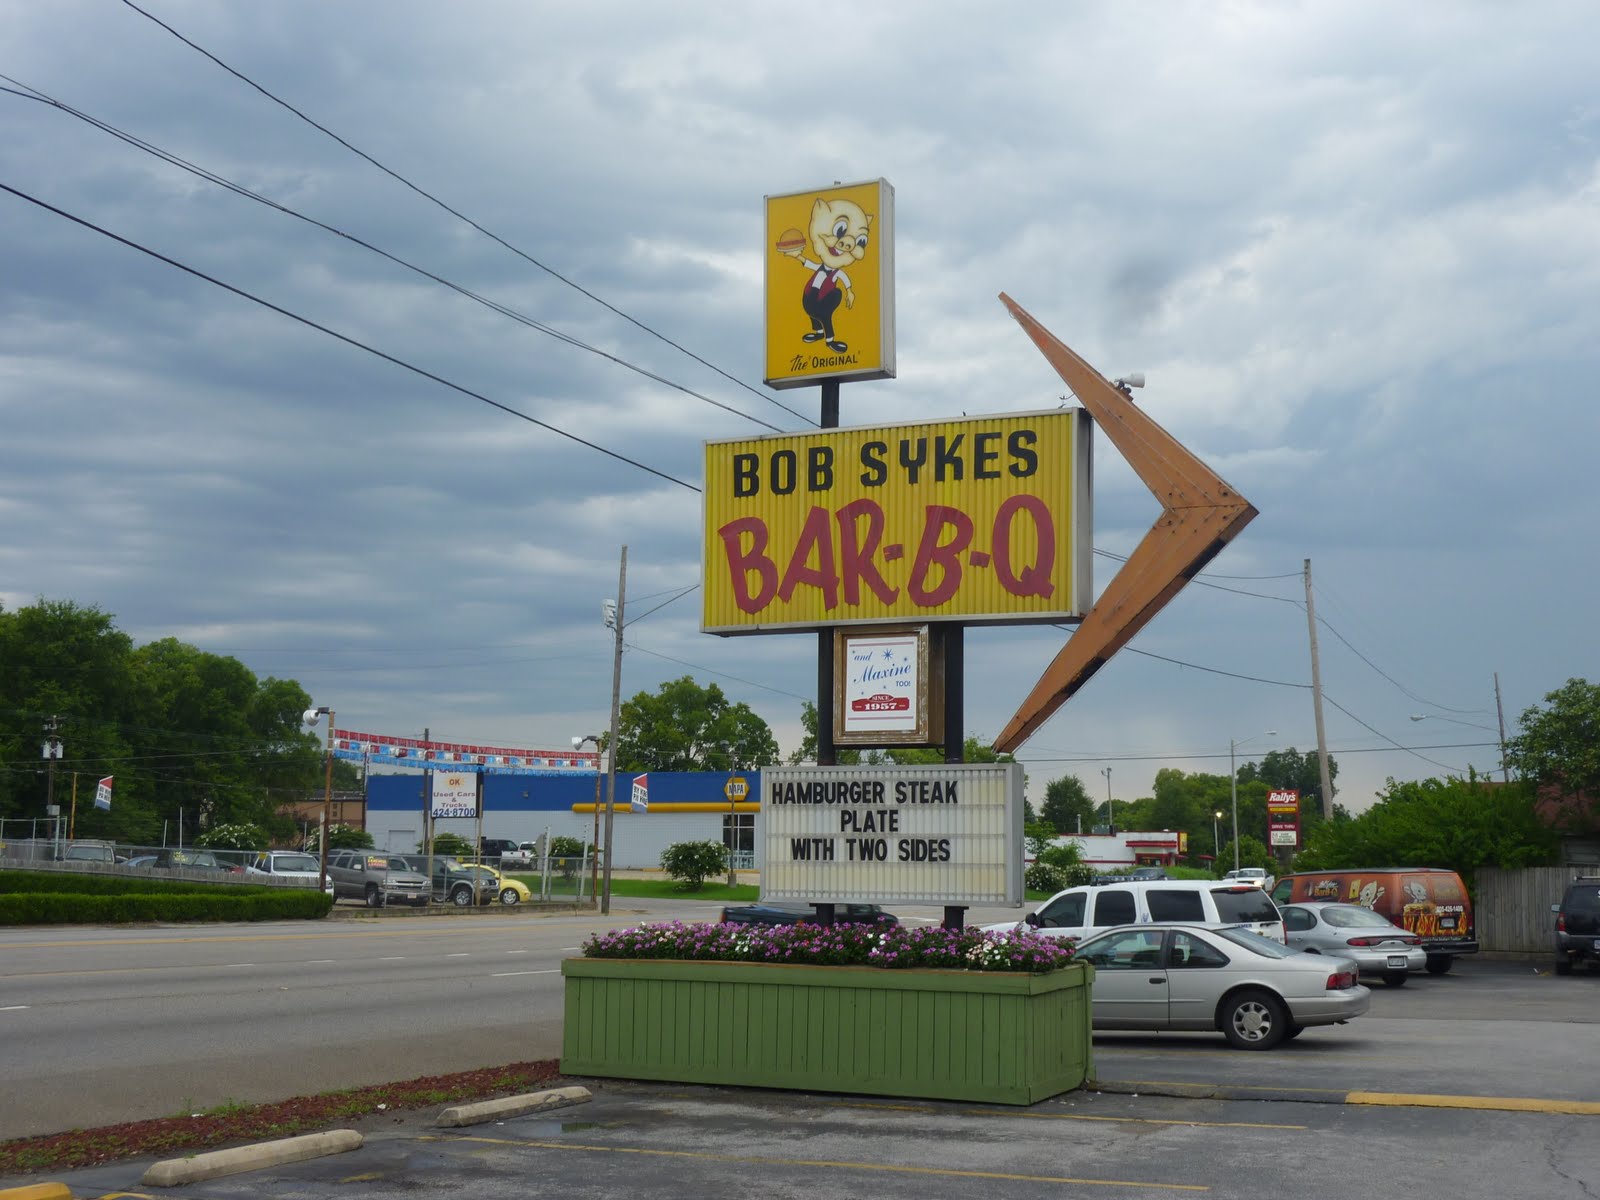 The "ORIGINAL"
BOB SYKES
BAR-B-Q
and
Maxine
TOO!
SINCE
1957
HAMBURGER STEAK
PLATE
WITH TWO SIDES
OK
Used Cars
&
Trucks
424-8700
NAPA
Rally's